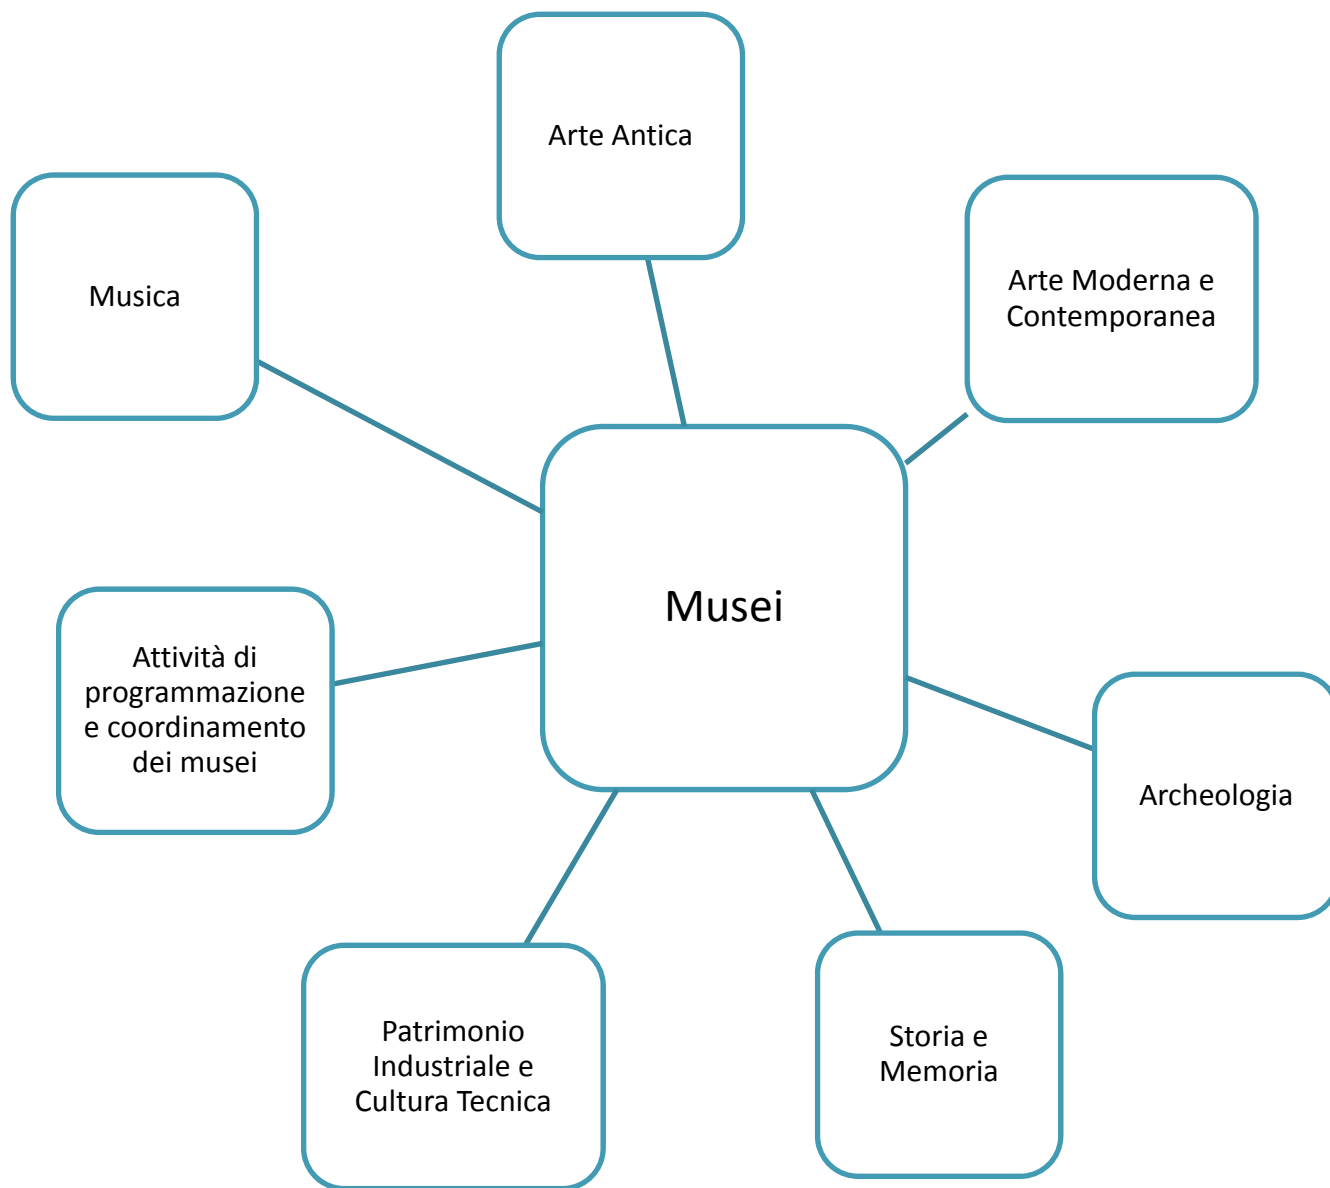 Arte Antica
Musica
Arte Moderna e
Contemporanea
Musei
Attività di
programmazione
e coordinamento
dei musei
Archeologia
Patrimonio
Industriale e
Cultura Tecnica
Storia e
Memoria